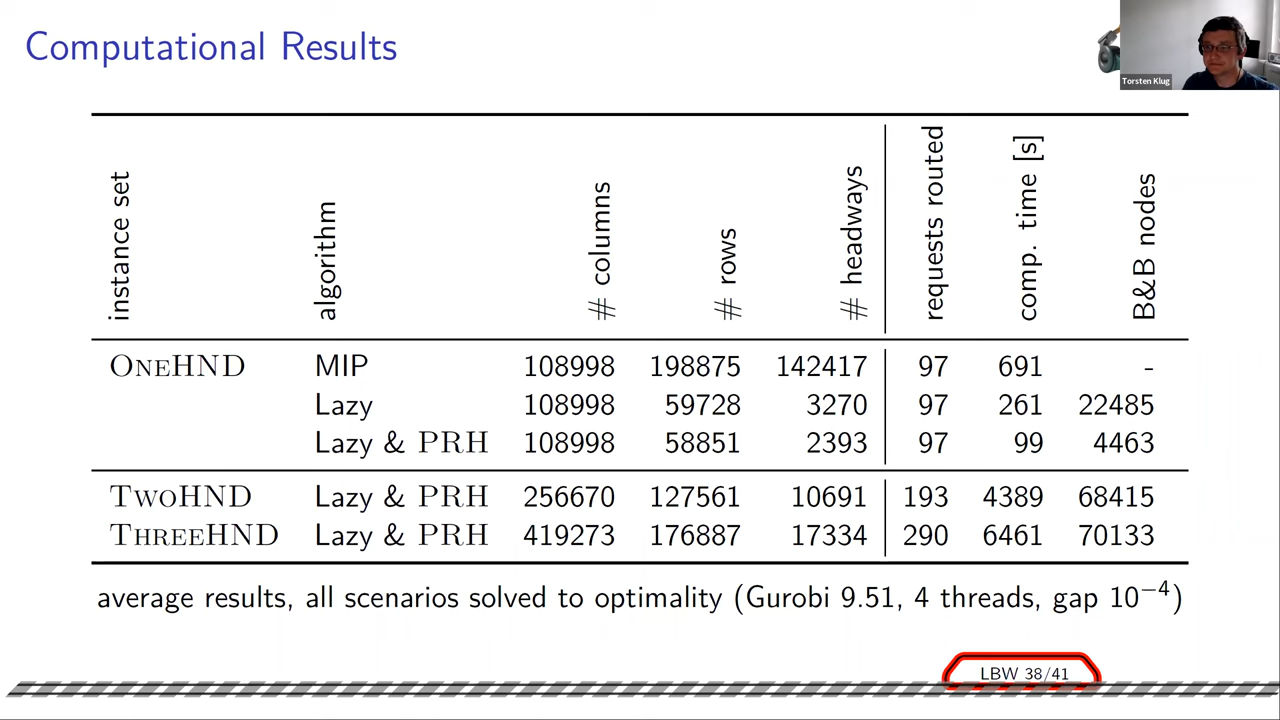 Computational Results
Torsten Klug
instance set algorithm # columns # rows # headways requests routed comp. time [s] B&B nodes
OneHND MIP 108998 198875 142417 97 691 -
Lazy 108998 59728 3270 97 261 22485
Lazy & PRH 108998 58851 2393 97 99 4463
TwoHND Lazy & PRH 256670 127561 10691 193 4389 68415
ThreeHND Lazy & PRH 419273 176887 17334 290 6461 70133
average results, all scenarios solved to optimality (Gurobi 9.51, 4 threads, gap 10⁻⁴)
LBW 38/41